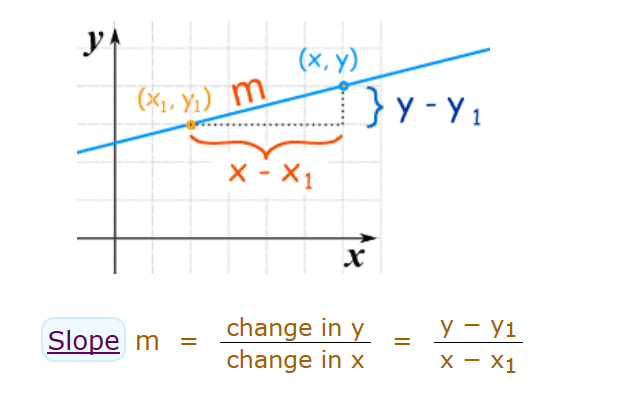 y
(x, y)
(x₁, y₁) m
y - y₁
x - x₁
x
Slope m = change in y / change in x = y − y₁ / x − x₁